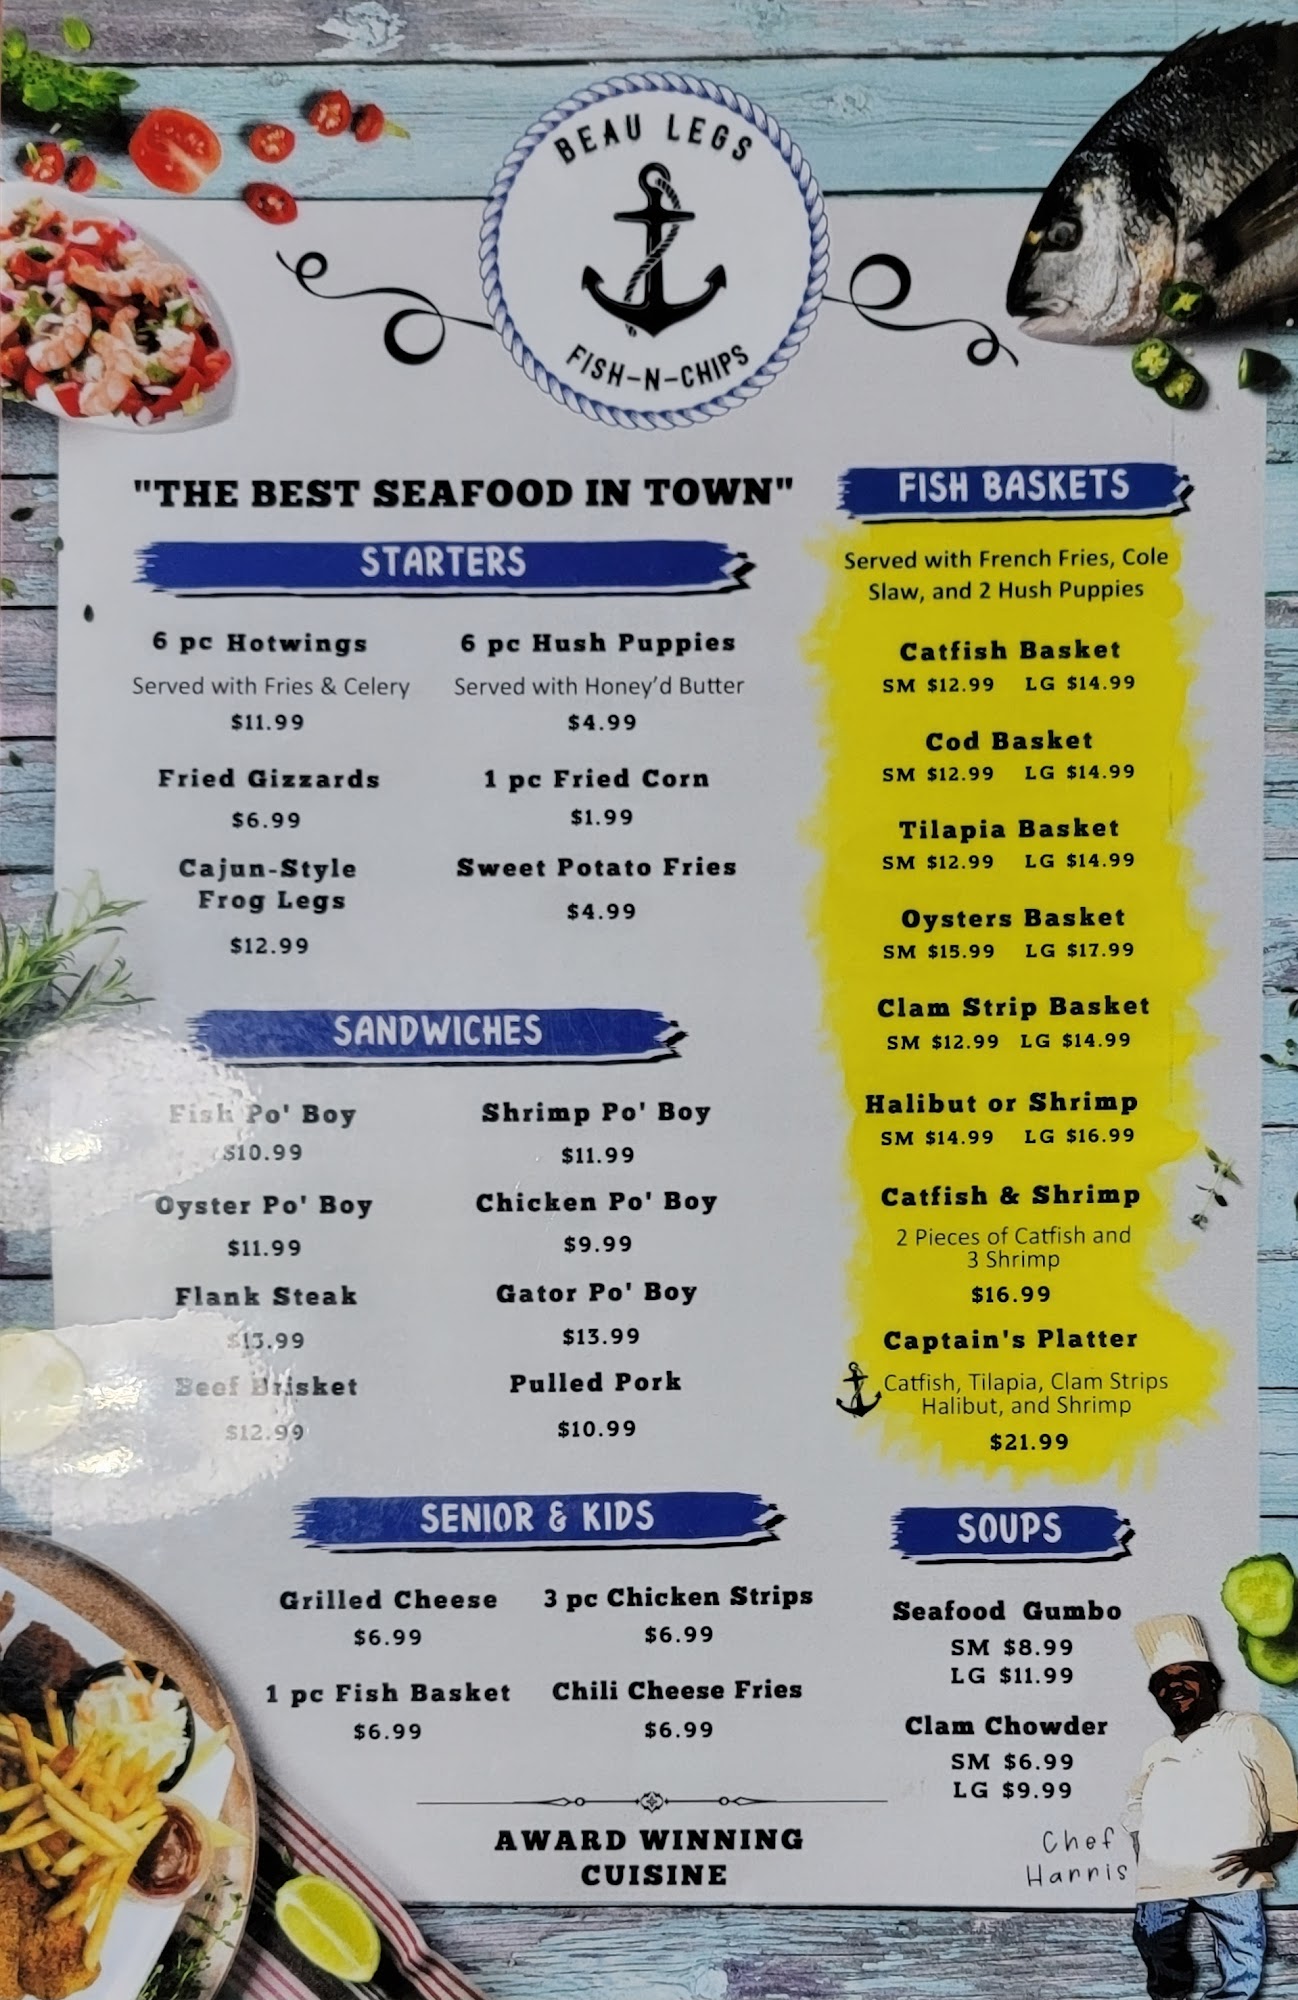 BEAU LEGS
FISH-N-CHIPS
"THE BEST SEAFOOD IN TOWN"
STARTERS
6 pc Hotwings
Served with Fries & Celery
$11.99
6 pc Hush Puppies
Served with Honey'd Butter
$4.99
Fried Gizzards
$6.99
1 pc Fried Corn
$1.99
Cajun-Style
Frog Legs
$12.99
Sweet Potato Fries
$4.99
SANDWICHES
Fish Po' Boy
$10.99
Shrimp Po' Boy
$11.99
Oyster Po' Boy
$11.99
Chicken Po' Boy
$9.99
Flank Steak
$13.99
Gator Po' Boy
$13.99
Beef Brisket
$12.99
Pulled Pork
$10.99
SENIOR & KIDS
Grilled Cheese
$6.99
3 pc Chicken Strips
$6.99
1 pc Fish Basket
$6.99
Chili Cheese Fries
$6.99
FISH BASKETS
Served with French Fries, Cole
Slaw, and 2 Hush Puppies
Catfish Basket
SM $12.99 LG $14.99
Cod Basket
SM $12.99 LG $14.99
Tilapia Basket
SM $12.99 LG $14.99
Oysters Basket
SM $15.99 LG $17.99
Clam Strip Basket
SM $12.99 LG $14.99
Halibut or Shrimp
SM $14.99 LG $16.99
Catfish & Shrimp
2 Pieces of Catfish and
3 Shrimp
$16.99
Captain's Platter
Catfish, Tilapia, Clam Strips
Halibut, and Shrimp
$21.99
SOUPS
Seafood Gumbo
SM $8.99
LG $11.99
Clam Chowder
SM $6.99
LG $9.99
AWARD WINNING
CUISINE
Chef
Harris